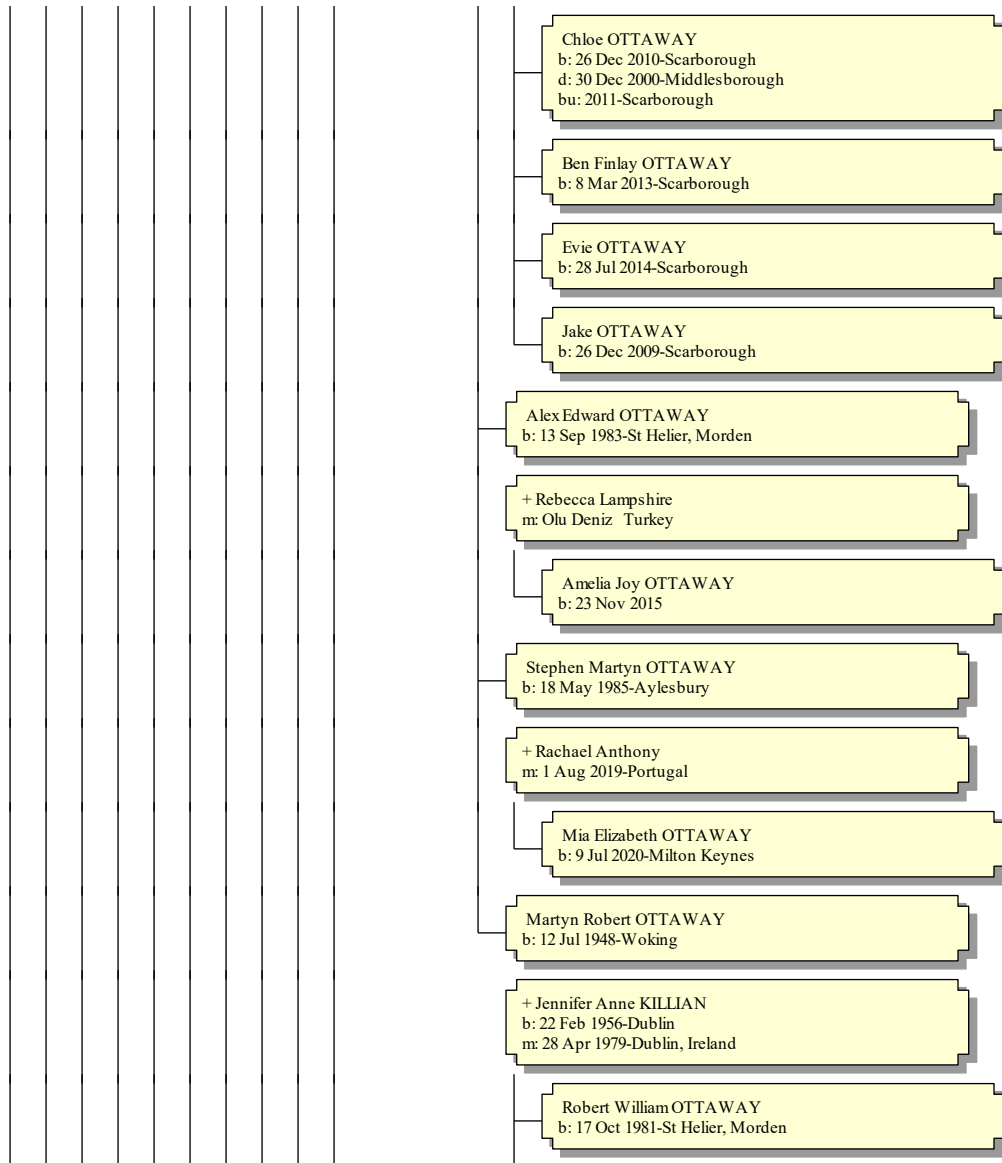 Chloe OTTAWAY
b: 26 Dec 2010-Scarborough
d: 30 Dec 2000-Middlesborough
bu: 2011-Scarborough
Ben Finlay OTTAWAY
b: 8 Mar 2013-Scarborough
Evie OTTAWAY
b: 28 Jul 2014-Scarborough
Jake OTTAWAY
b: 26 Dec 2009-Scarborough
Alex Edward OTTAWAY
b: 13 Sep 1983-St Helier, Morden
+ Rebecca Lampshire
m: Olu Deniz Turkey
Amelia Joy OTTAWAY
b: 23 Nov 2015
Stephen Martyn OTTAWAY
b: 18 May 1985-Aylesbury
+ Rachael Anthony
m: 1 Aug 2019-Portugal
Mia Elizabeth OTTAWAY
b: 9 Jul 2020-Milton Keynes
Martyn Robert OTTAWAY
b: 12 Jul 1948-Woking
+ Jennifer Anne KILLIAN
b: 22 Feb 1956-Dublin
m: 28 Apr 1979-Dublin, Ireland
Robert William OTTAWAY
b: 17 Oct 1981-St Helier, Morden